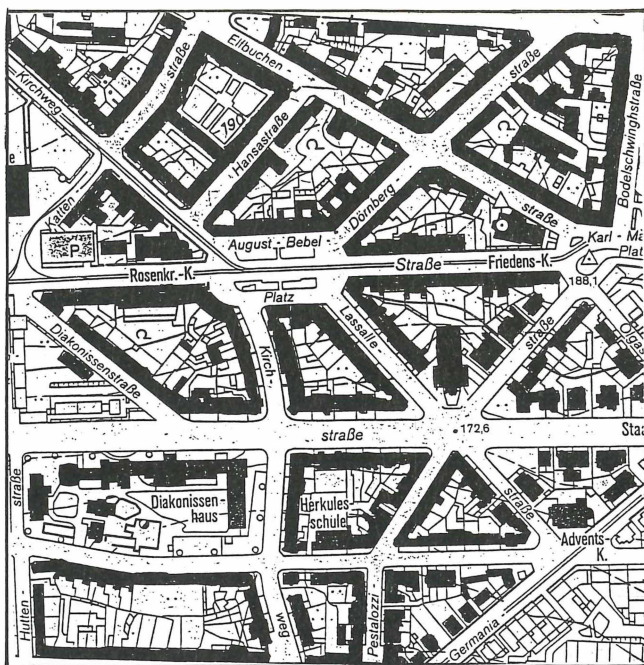 Kirchweg
straße
Ellbuchen
straße
Bodelschwinghstraße
190
Hansastraße
Dörnberg
straße
Katten
P
August - Bebel
Karl - M
Plat
Rosenkr.-K.
Straße
Friedens-K.
188,1
Platz
Diakonissenstraße
Kirch-
Lassalle-
straße
Olga
straße
172,6
Staa
straße
Diakonissen-
haus
Herkules
schule
straße
Advents-
K.
Hutten-
weg
Pestalozzi
Germania